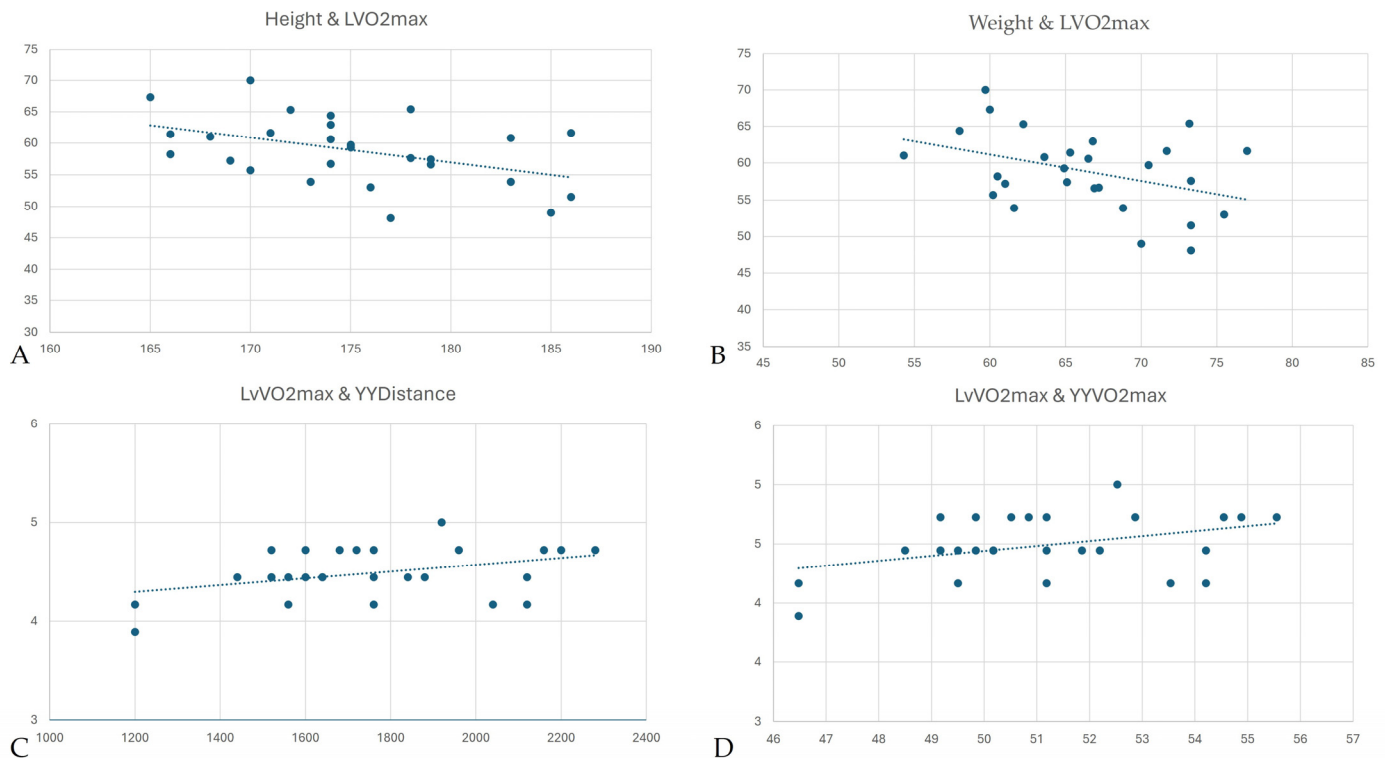 Height & LVO2max
75
70
65
60
55
50
45
40
35
30
160 165 170 175 180 185 190
A
Weight & LVO2max
75
70
65
60
55
50
45
40
35
45 50 55 60 65 70 75 80 85
B
LvVO2max & YYDistance
6
5
4
3
1000 1200 1400 1600 1800 2000 2200 2400
C
LvVO2max & YYVO2max
6
5
5
4
4
3
46 47 48 49 50 51 52 53 54 55 56 57
D